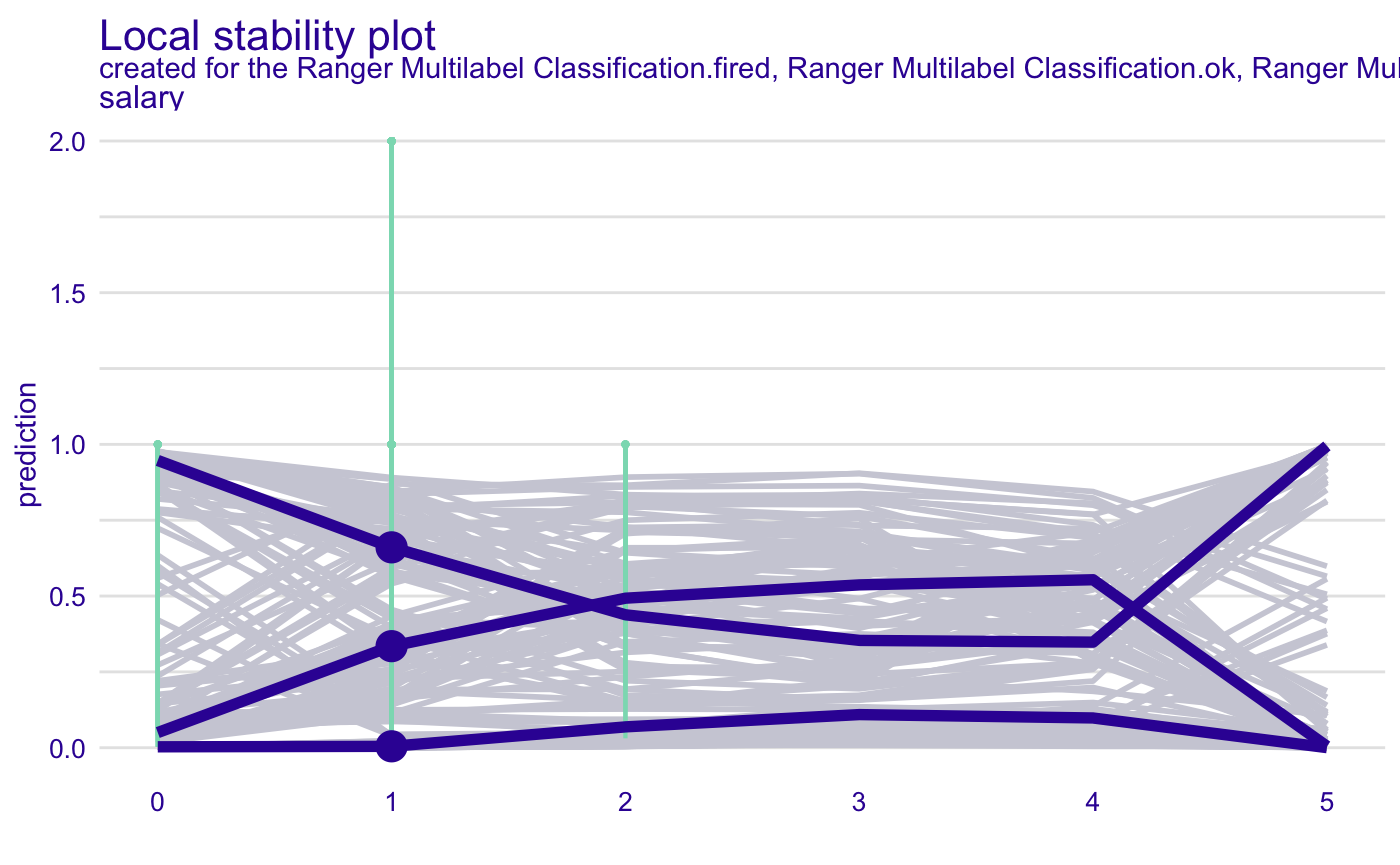 Local stability plot
created for the Ranger Multilabel Classification.fired, Ranger Multilabel Classification.ok, Ranger Mul
salary
2.0
1.5
1.0
0.5
0.0
prediction
0 1 2 3 4 5